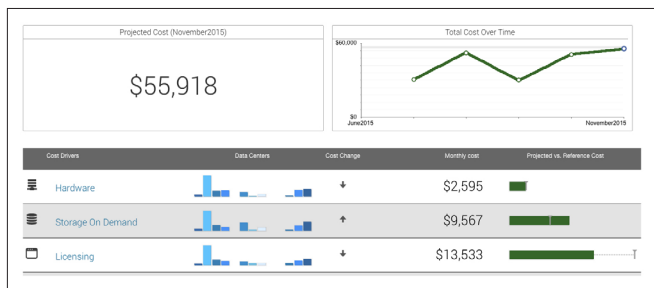 Projected Cost (November2015)
$55,918
Total Cost Over Time
$60,000
$0
June2015
November2015
Cost Drivers Data Centers Cost Change Monthly cost Projected vs. Reference Cost
Hardware $2,595
Storage On Demand $9,567
Licensing $13,533